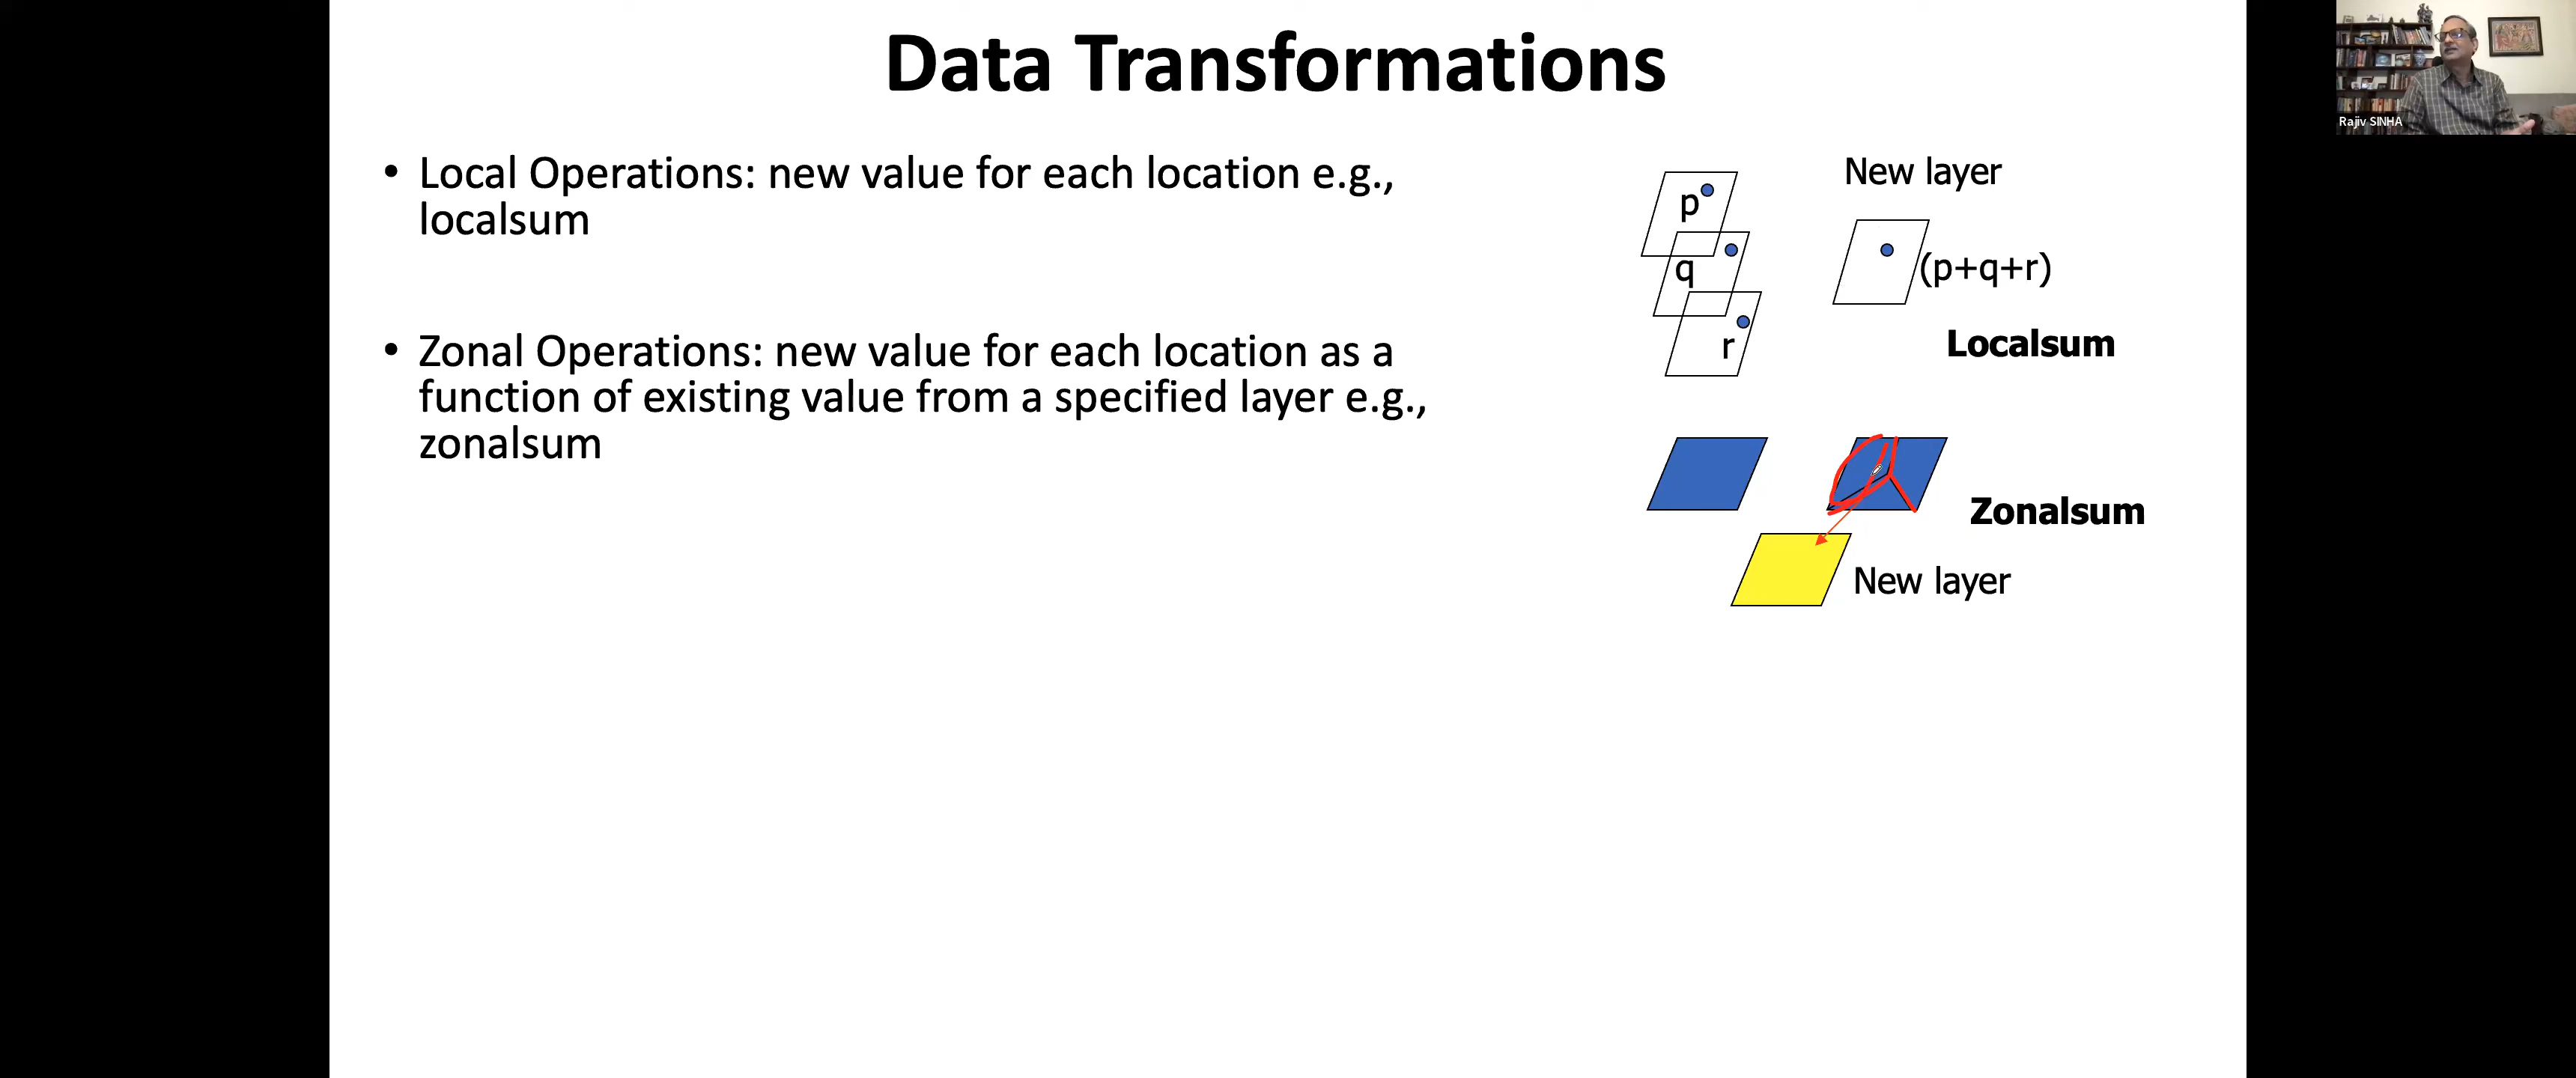 Data Transformations
Rajiv SINHA
• Local Operations: new value for each location e.g.,
localsum
• Zonal Operations: new value for each location as a
function of existing value from a specified layer e.g.,
zonalsum
p
q
r
New layer
(p+q+r)
Localsum
Zonalsum
New layer